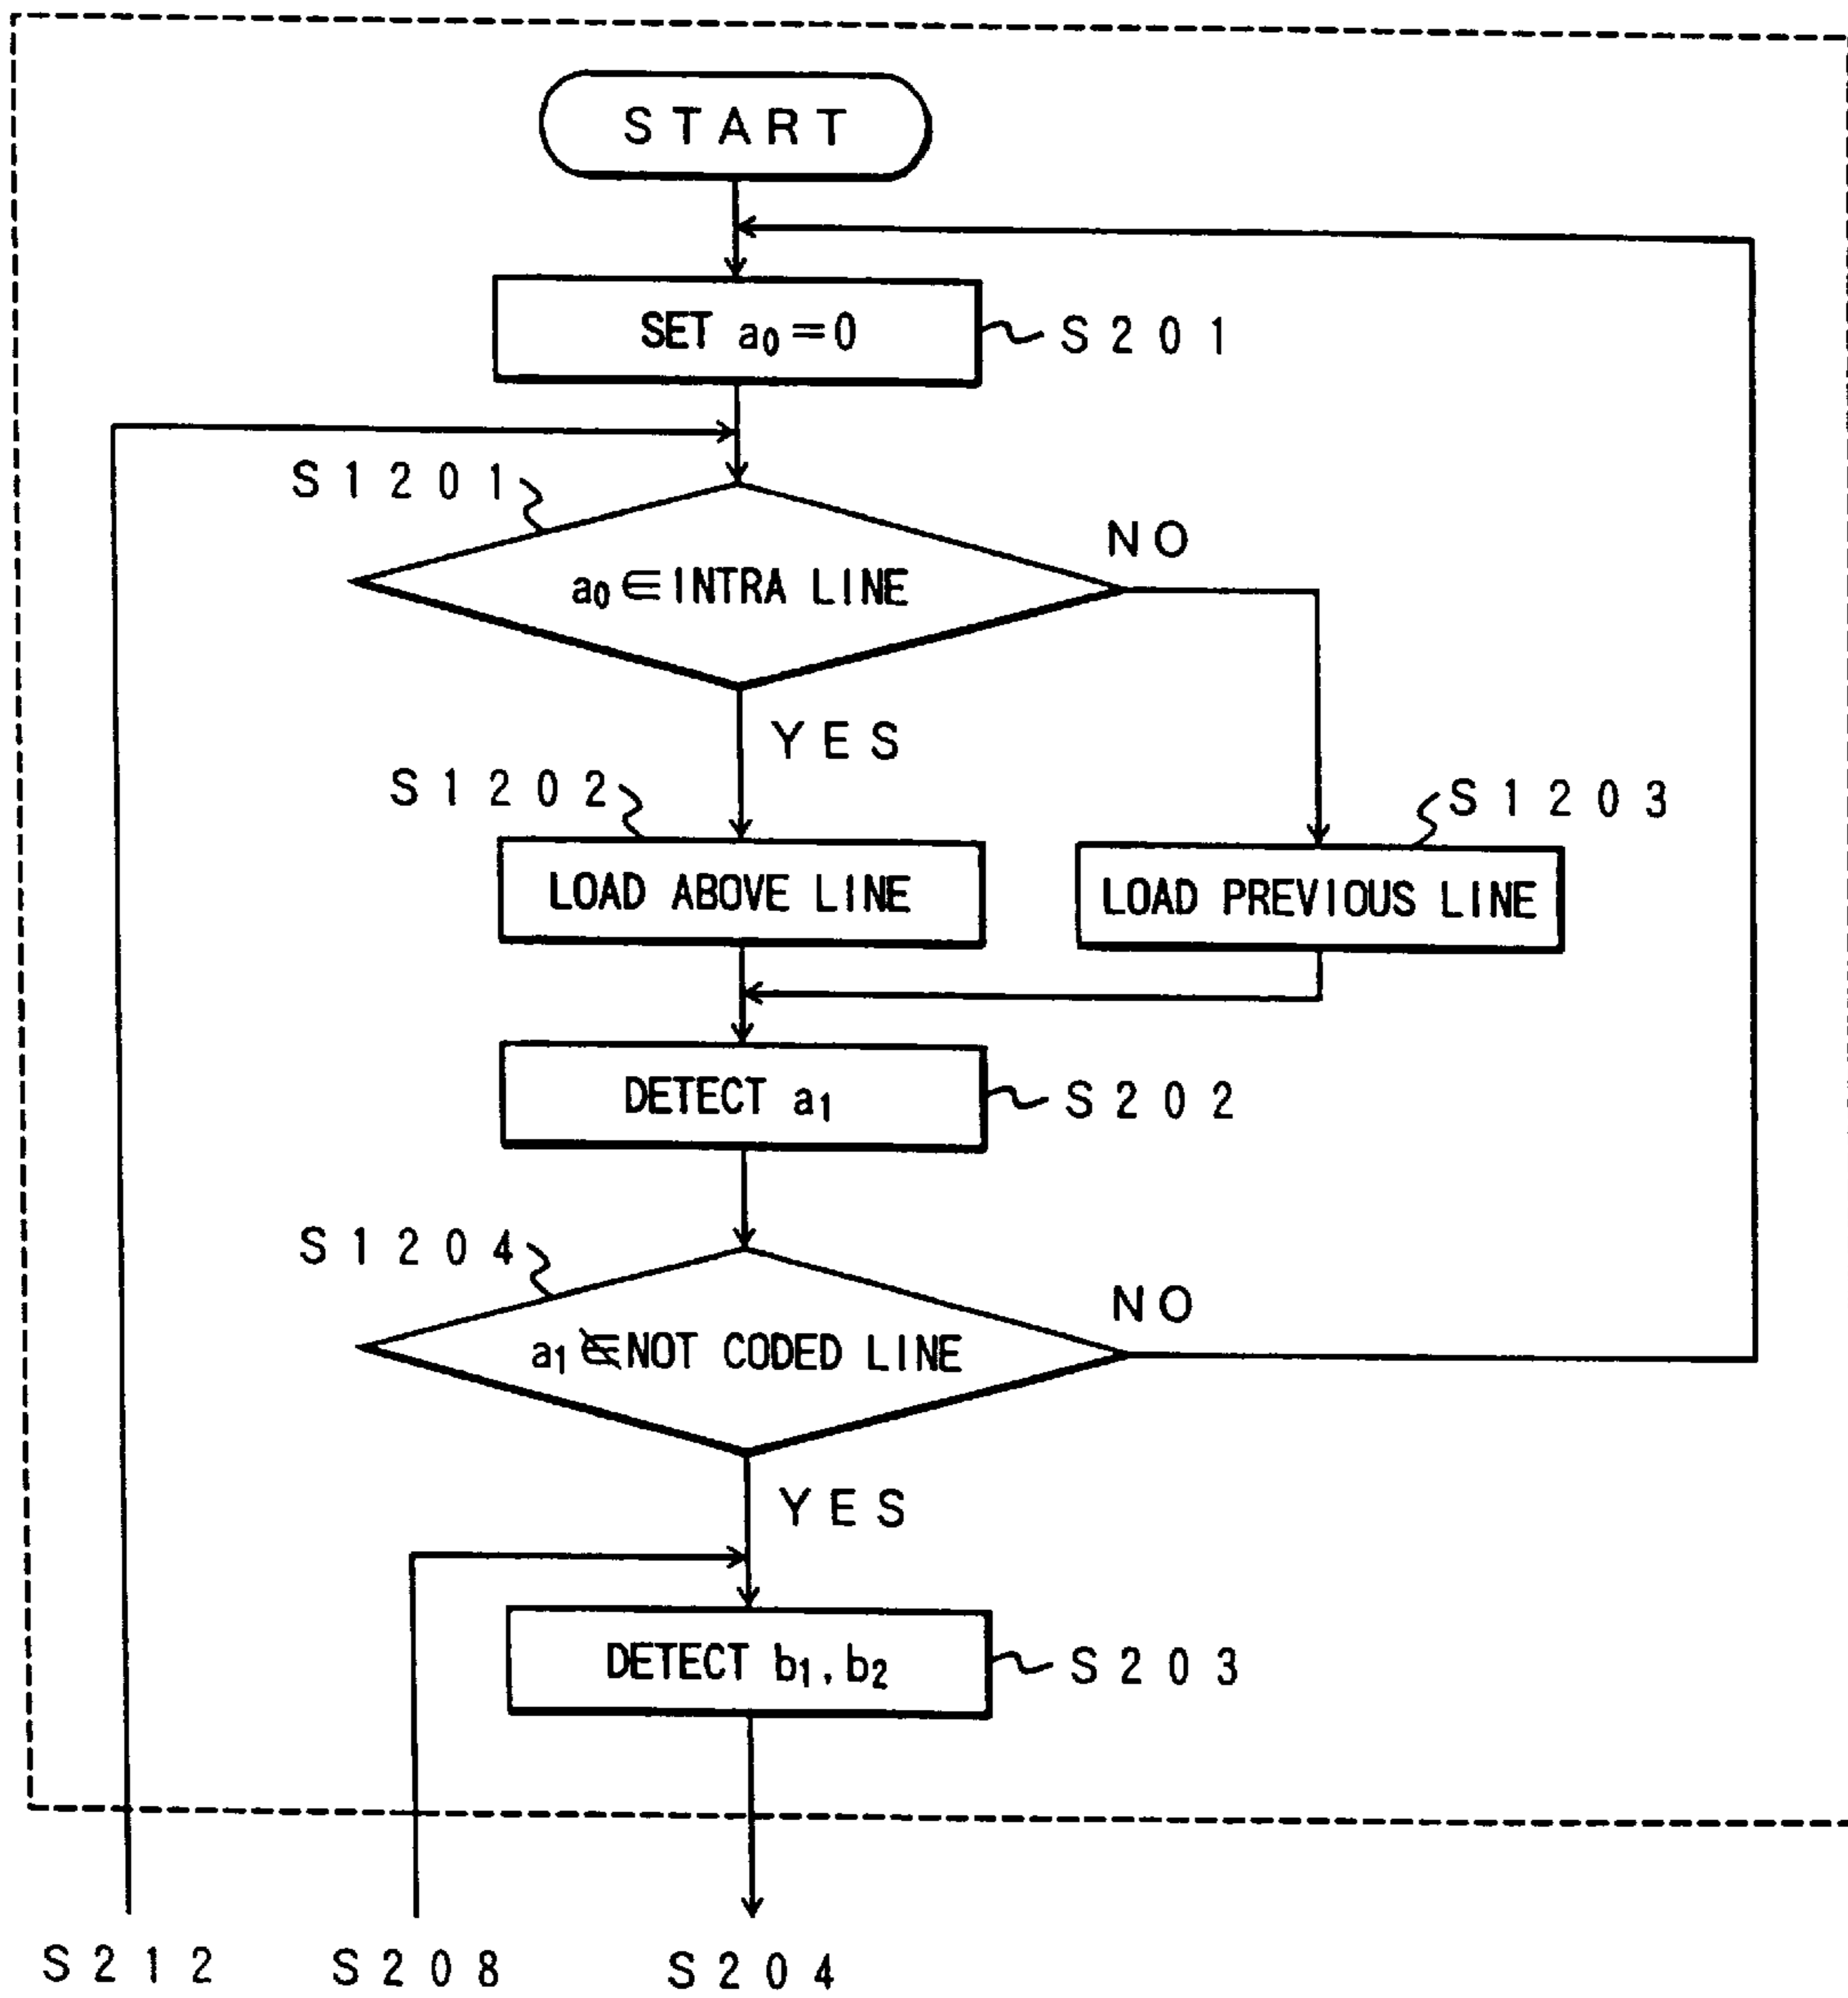 START
SET a₀=0
S201
S1201
a₀∈INTRA LINE
NO
YES
S1202
S1203
LOAD ABOVE LINE
LOAD PREVIOUS LINE
DETECT a₁
S202
S1204
a₁∉NOT CODED LINE
NO
YES
DETECT b₁,b₂
S203
S212
S208
S204